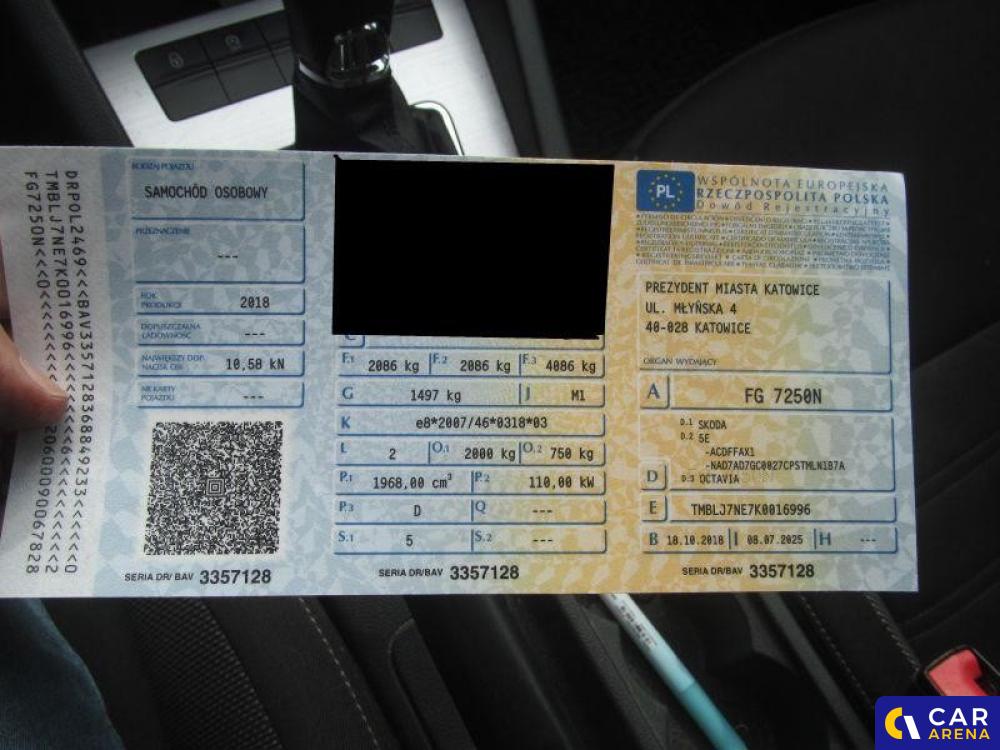 DRPOL2469<<BAV33571283688849233<<<<<<0
TMBLJ7NE7K0016996<<<<<<6<<<<<<<<<<<<<2
FG7250N<<<0<<<<<<<<<<<<20600090067828
RODZAJ POJAZDU
SAMOCHÓD OSOBOWY
PRZEZNACZENIE
---
ROK PRODUKCJI
2018
DOPUSZCZALNA ŁADOWNOŚĆ
---
NAJWIĘKSZY DOP. NACISK OSI
10,58 kN
NR KARTY POJAZDU
---
SERIA DR/BAV 3357128
C
F.1 2086 kg F.2 2086 kg F.3 4086 kg
G 1497 kg J M1
K e8*2007/46*0318*03
L 2 O.1 2000 kg O.2 750 kg
P.1 1968,00 cm³ P.2 110,00 kW
P.3 D Q ---
S.1 5 S.2 ---
SERIA DR/BAV 3357128
PL
WSPÓLNOTA EUROPEJSKA
RZECZPOSPOLITA POLSKA
Dowód Rejestracyjny
PREZYDENT MIASTA KATOWICE
UL. MŁYŃSKA 4
40-028 KATOWICE
ORGAN WYDAJĄCY
A FG 7250N
D.1 SKODA
D.2 5E
-ACDFFAX1
-NAD7AD7GC0027CPSTMLN1B7A
D D.3 OCTAVIA
E TMBLJ7NE7K0016996
B 18.10.2018 I 08.07.2025 H ---
SERIA DR/BAV 3357128
CAR
ARENA